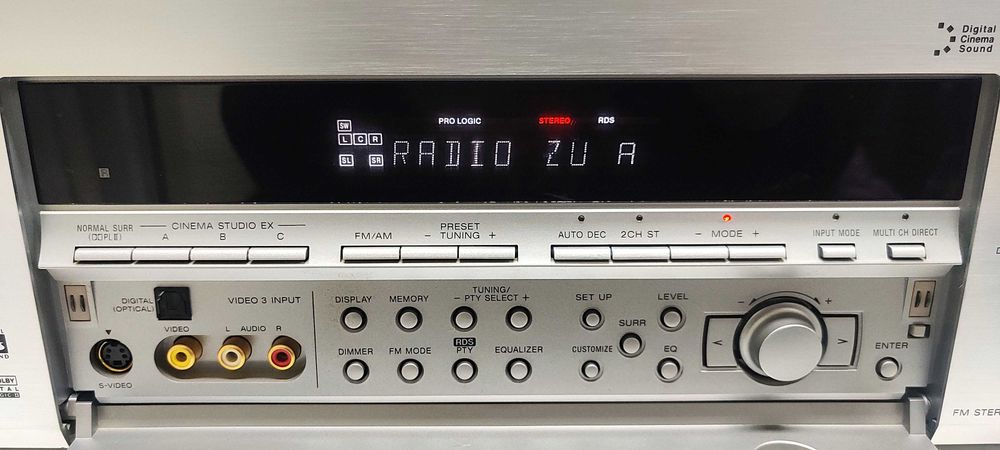 Digital
Cinema
Sound
SW
PRO LOGIC
STEREO
RDS
L C R
SL SR
RADIO ZU A
NORMAL SURR
(DDPLII)
CINEMA STUDIO EX
A B C
FM/AM
PRESET
- TUNING +
AUTO DEC
2CH ST
- MODE +
INPUT MODE
MULTI CH DIRECT
DIGITAL
(OPTICAL)
VIDEO 3 INPUT
VIDEO
L AUDIO R
S-VIDEO
DISPLAY
MEMORY
TUNING/
- PTY SELECT +
DIMMER
FM MODE
RDS
PTY
EQUALIZER
SET UP
LEVEL
SURR
CUSTOMIZE
EQ
- +
< >
ENTER
FM STER